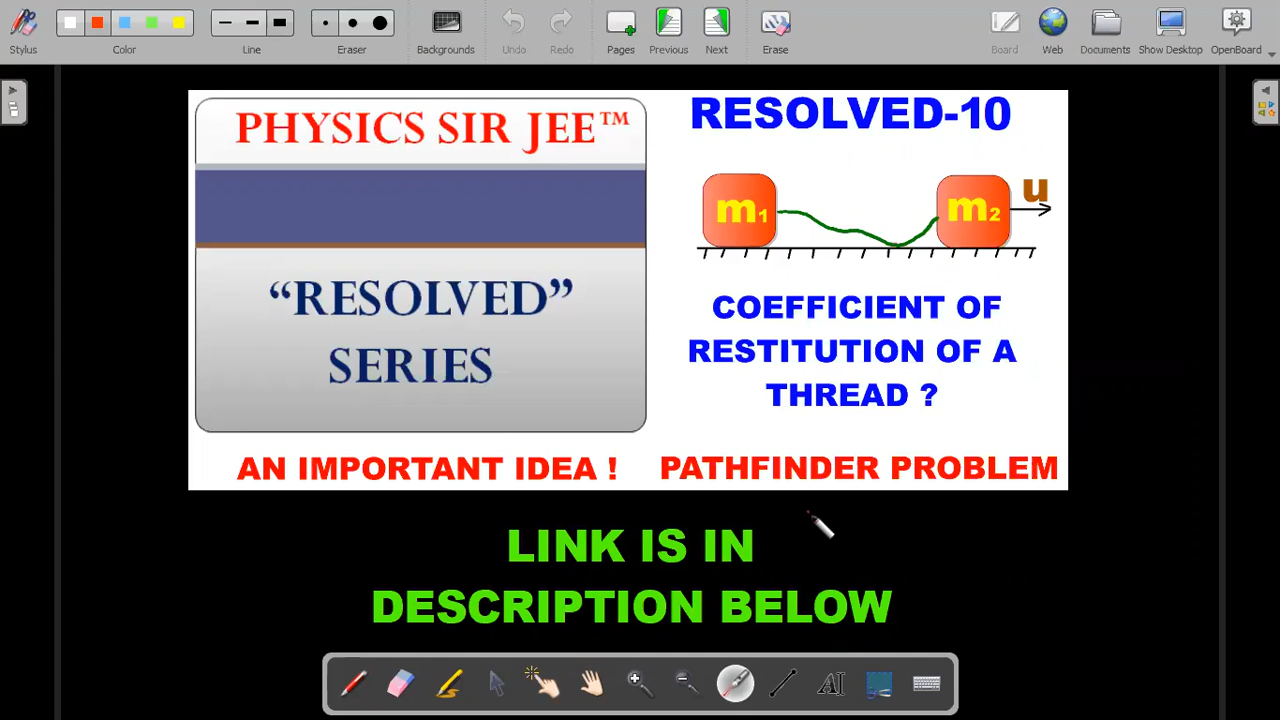 Stylus
Color
Line
Eraser
Backgrounds
Undo
Redo
Pages
Previous
Next
Erase
Board
Web
Documents
Show Desktop
OpenBoard
PHYSICS SIR JEE™
“RESOLVED”
SERIES
AN IMPORTANT IDEA !
RESOLVED-10
m1
m2
u
COEFFICIENT OF
RESTITUTION OF A
THREAD ?
PATHFINDER PROBLEM
LINK IS IN
DESCRIPTION BELOW
AI